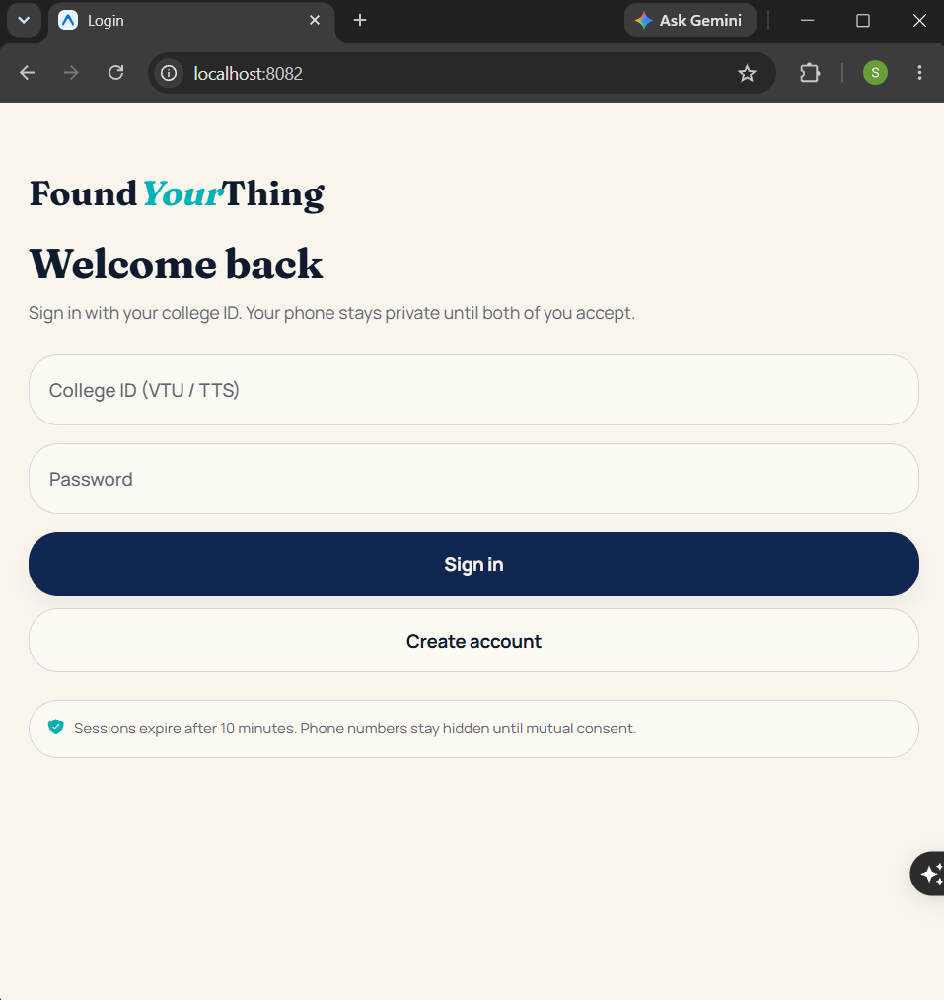 Login
Ask Gemini
localhost:8082
S
Found Your Thing
Welcome back
Sign in with your college ID. Your phone stays private until both of you accept.
College ID (VTU / TTS)
Password
Sign in
Create account
Sessions expire after 10 minutes. Phone numbers stay hidden until mutual consent.